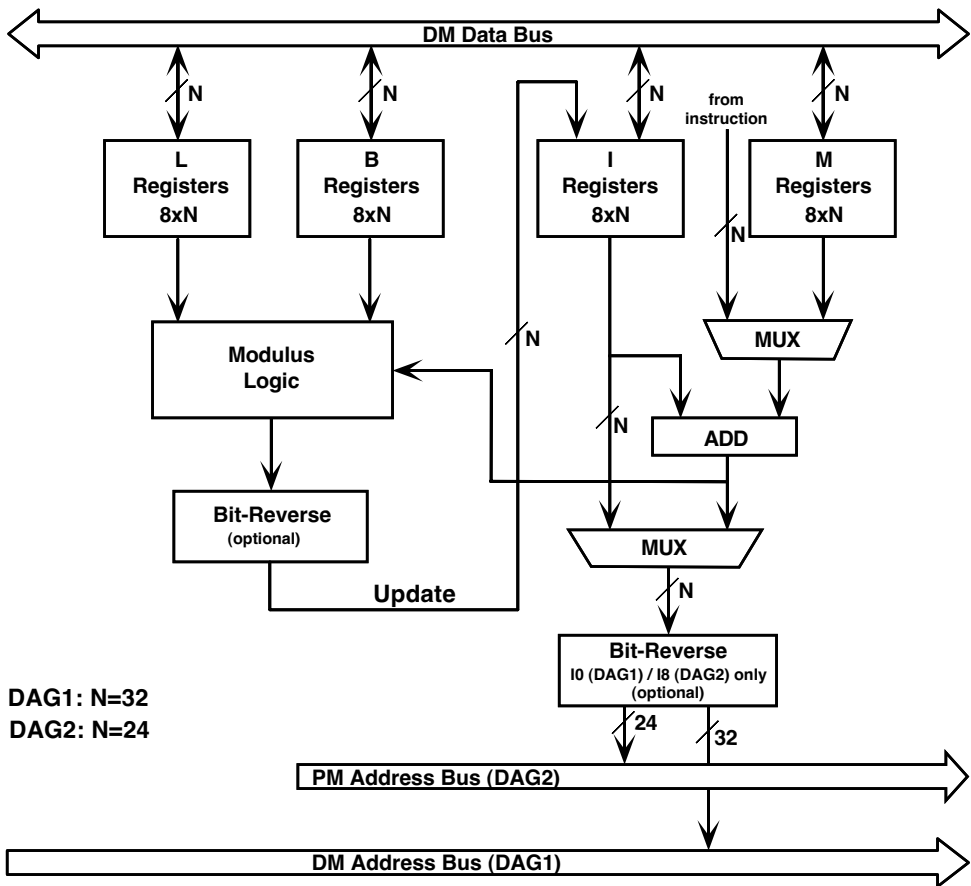 DM Data Bus
N
N
N
N
from
instruction
L
Registers
8xN
B
Registers
8xN
I
Registers
8xN
M
Registers
8xN
N
MUX
N
Modulus
Logic
N
ADD
Bit-Reverse
(optional)
MUX
Update
N
Bit-Reverse
I0 (DAG1) / I8 (DAG2) only
(optional)
DAG1: N=32
DAG2: N=24
24
32
PM Address Bus (DAG2)
DM Address Bus (DAG1)